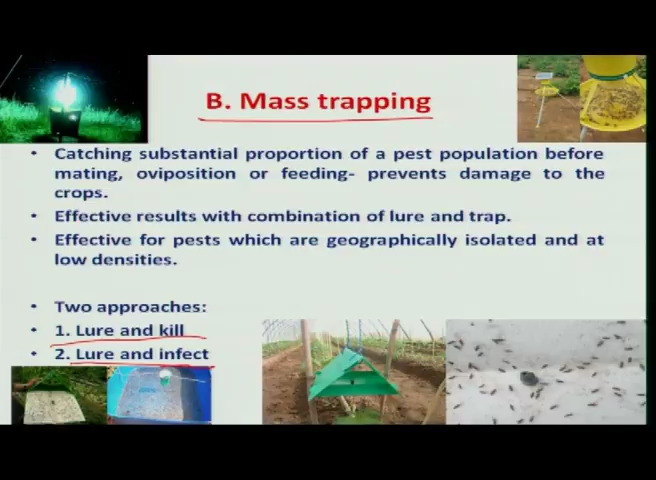 B. Mass trapping
• Catching substantial proportion of a pest population before
mating, oviposition or feeding- prevents damage to the
crops.
• Effective results with combination of lure and trap.
• Effective for pests which are geographically isolated and at
low densities.
• Two approaches:
• 1. Lure and kill
• 2. Lure and infect